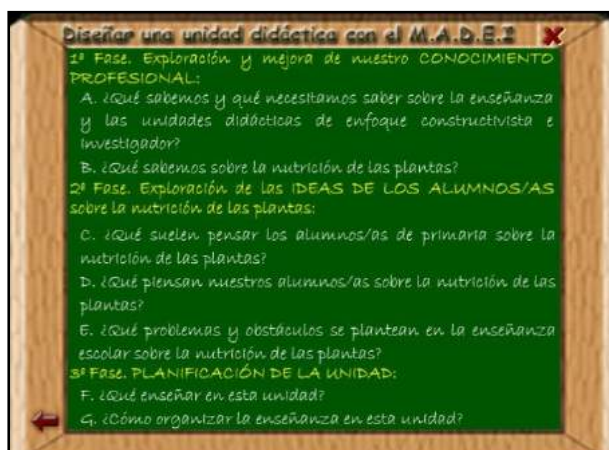 Diseñar una unidad didáctica con el M.A.D.E.I
1ª Fase. Exploración y mejora de nuestro CONOCIMIENTO
PROFESIONAL:
A. ¿Qué sabemos y qué necesitamos saber sobre la enseñanza
y las unidades didácticas de enfoque constructivista e
investigador?
B. ¿Qué sabemos sobre la nutrición de las plantas?
2ª Fase. Exploración de las IDEAS DE LOS ALUMNOS/AS
sobre la nutrición de las plantas:
C. ¿Qué suelen pensar los alumnos/as de primaria sobre la
nutrición de las plantas?
D. ¿Qué piensan nuestros alumnos/as sobre la nutrición de las
plantas?
E. ¿Qué problemas y obstáculos se plantean en la enseñanza
escolar sobre la nutrición de las plantas?
3ª Fase. PLANIFICACIÓN DE LA UNIDAD:
F. ¿Qué enseñar en esta unidad?
G. ¿Cómo organizar la enseñanza en esta unidad?